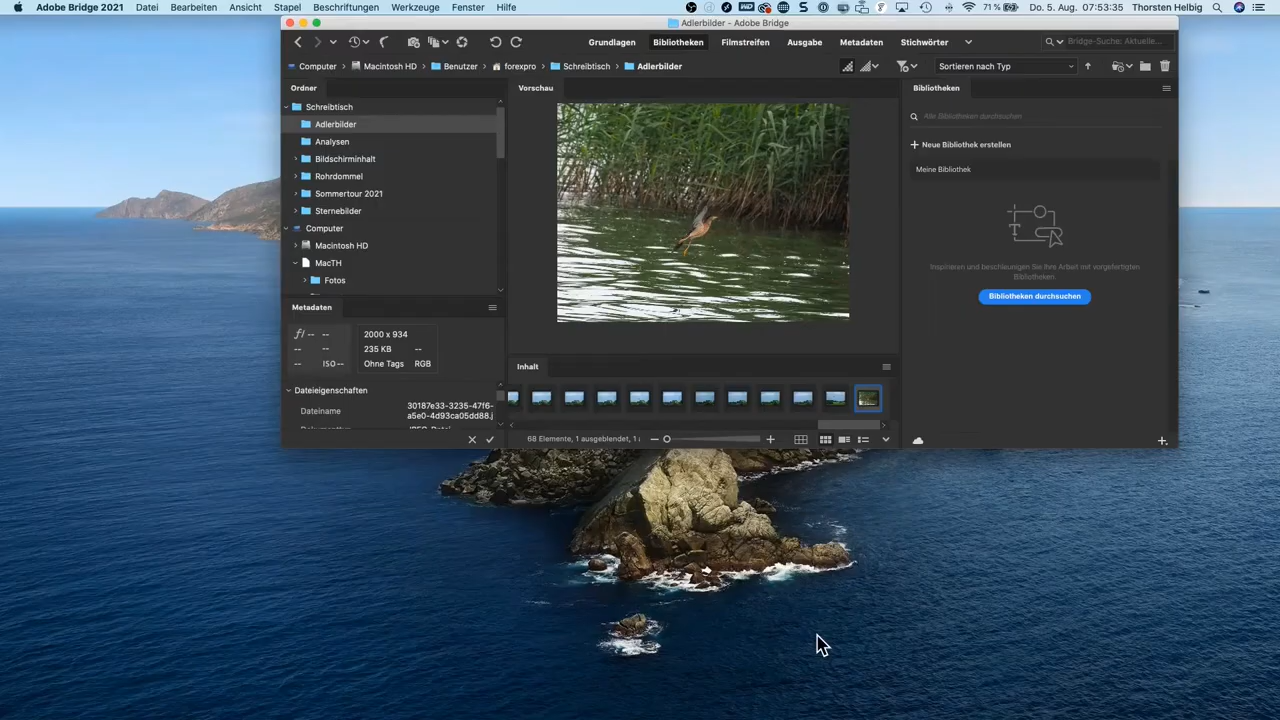 Adobe Bridge 2021 Datei Bearbeiten Ansicht Stapel Beschriftungen Werkzeuge Fenster Hilfe 71 % Do. 5. Aug. 07:53:35 Thorsten Helbig
Adlerbilder – Adobe Bridge
Grundlagen Bibliotheken Filmstreifen Ausgabe Metadaten Stichwörter Bridge-Suche: Aktuelle...
Computer Macintosh HD Benutzer forexpro Schreibtisch Adlerbilder Sortieren nach Typ
Ordner
Schreibtisch
Adlerbilder
Analysen
Bildschirminhalt
Rohrdommel
Sommertour 2021
Sternebilder
Computer
Macintosh HD
MacTH
Fotos
Metadaten
f/ -- --
-- ISO--
2000 x 934
235 KB --
Ohne Tags RGB
Dateieigenschaften
Dateiname 30187e33-3235-47f6-
a5e0-4d93ca05dd88.j
Vorschau
Inhalt
68 Elemente, 1 ausgeblendet, 1
Bibliotheken
Alle Bibliotheken durchsuchen
Neue Bibliothek erstellen
Meine Bibliothek
Inspirieren und beschleunigen Sie Ihre Arbeit mit vorgefertigten
Bibliotheken.
Bibliotheken durchsuchen